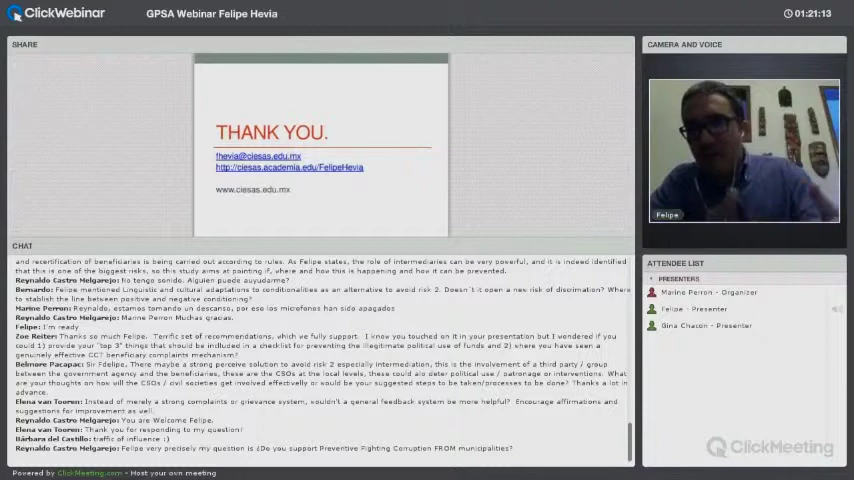 ClickWebinar
GPSA Webinar Felipe Hevia
01:21:13
SHARE
THANK YOU.
fhevia@ciesas.edu.mx
http://ciesas.academia.edu/FelipeHevia
www.ciesas.edu.mx
CAMERA AND VOICE
Felipe
CHAT
and recertification of beneficiaries is being carried out according to rules. As Felipe states, the role of intermediaries can be very powerful, and it is indeed identified
that this is one of the biggest risks, so this study aims at pointing if, where and how this is happening and how it can be prevented.
Reynaldo Castro Melgarejo: No tengo sonido. Alguien puede auyudarme?
Bernardo: Felipe mentioned Linguistic and cultural adaptations to conditionalities as an alternative to avoid risk 2. Doesn´t it open a new risk of discrimation? Where
to stablish the line between positive and negative conditioning?
Marine Perron: Reynaldo, estamos tomando un descanso, por eso los microfonos han sido apagados
Reynaldo Castro Melgarejo: Marine Perron Muchas gracias.
Felipe: I'm ready
Zoe Reiter: Thanks so much Felipe. Terrific set of recommendations, which we fully support. I know you touched on it in your presentation but I wondered if you
could 1) provide your "top 3" things that should be indluded in a checklist for preventing the illegitimate political use of funds and 2) where you have seen a
genuinely effective CCT beneficiary complaints mechanism?
Belmore Pacapac: Sir Fdelipe, There maybe a strong perceive solution to avoid risk 2 especially intermediation, this is the involvement of a third party / group
between the government agency and the beneficiaries, these are the CSOs at the local levels, these could alo deter political use / patronage or interventions. What
are your thoughts on how will the CSOs / civil societies get involved effectivelly or would be your suggested steps to be taken/processes to be done? Thanks a lot in
advance.
Elena van Tooren: Instead of merely a strong complaints or grievance system, wouldn't a general feedback system be more helpful? Encourage affirmations and
suggestions for improvement as well.
Reynaldo Castro Melgarejo: You are Welcome Felipe.
Elena van Tooren: Thank you for responding to my question!
Bárbara del Castillo: traffic of influence :)
Reynaldo Castro Melgarejo: Felipe very precisely my question is ¿Do you support Preventive Fighting Corruption FROM municipalities?
ATTENDEE LIST
PRESENTERS
Marine Perron - Organizer
Felipe - Presenter
Gina Chacon - Presenter
ClickMeeting
Powered by ClickMeeting.com - Host your own meeting